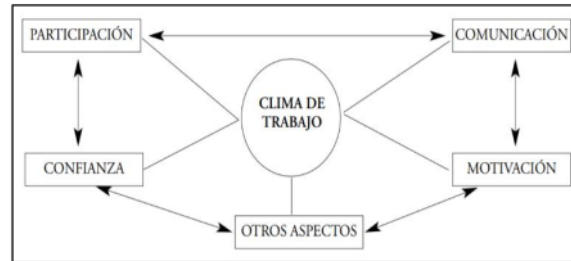 PARTICIPACIÓN
COMUNICACIÓN
CLIMA DE
TRABAJO
CONFIANZA
MOTIVACIÓN
OTROS ASPECTOS